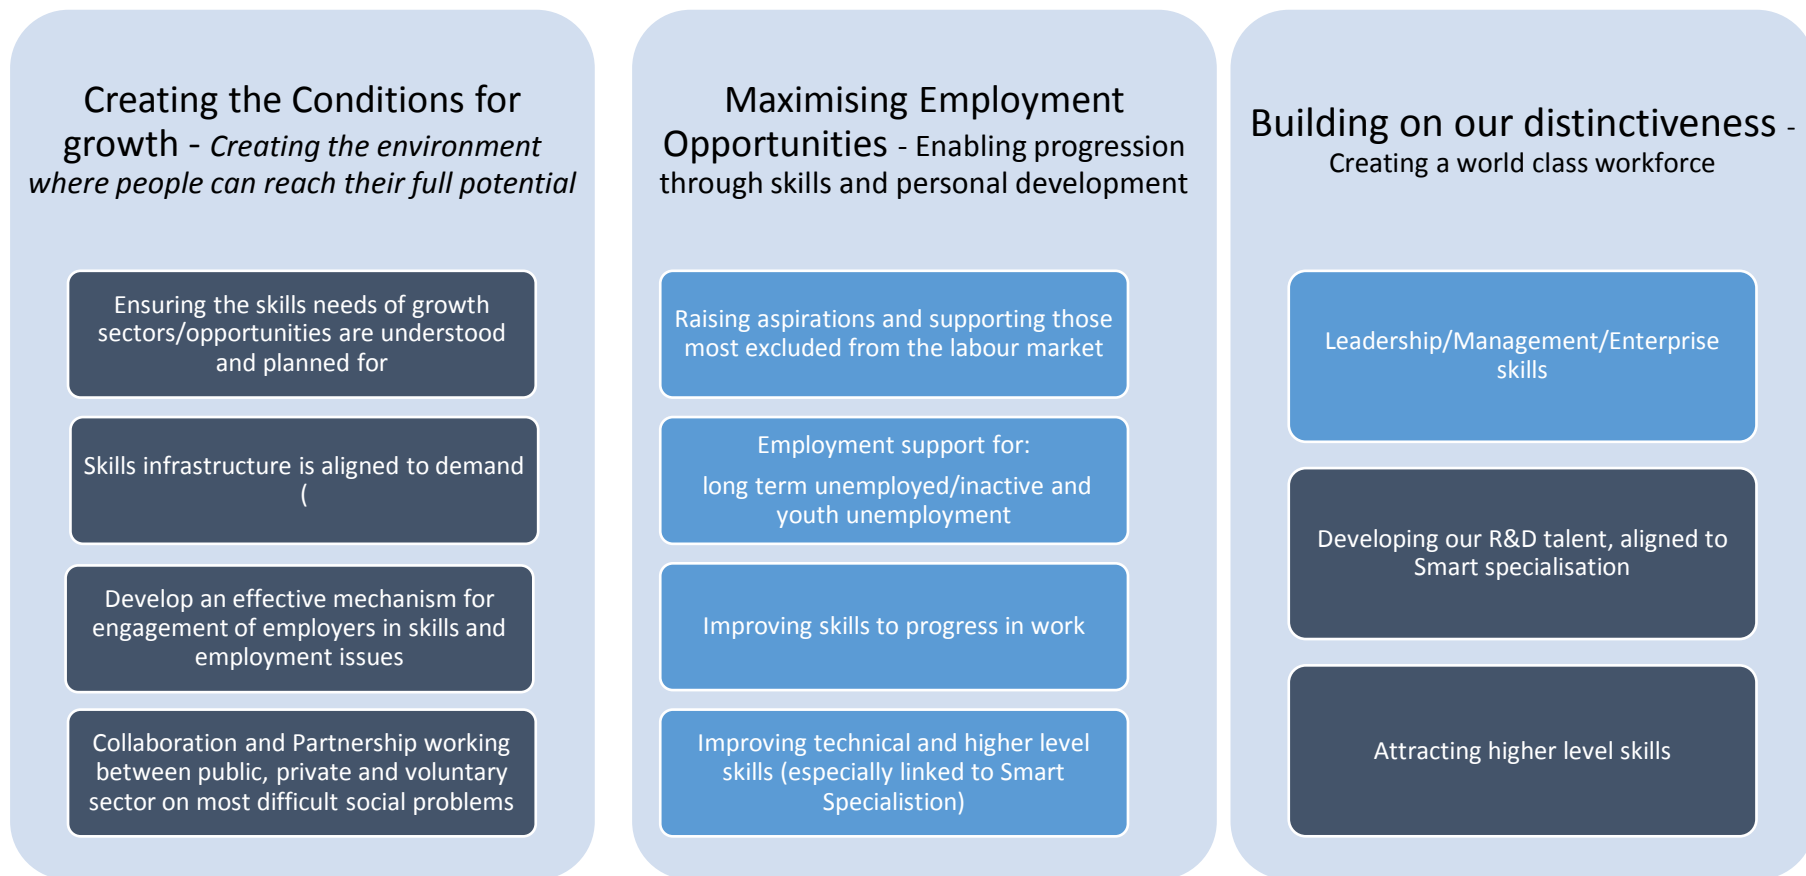 Creating the Conditions for
growth - Creating the environment
where people can reach their full potential
Ensuring the skills needs of growth
sectors/opportunities are understood
and planned for
Skills infrastructure is aligned to demand
(
Develop an effective mechanism for
engagement of employers in skills and
employment issues
Collaboration and Partnership working
between public, private and voluntary
sector on most difficult social problems
Maximising Employment
Opportunities - Enabling progression
through skills and personal development
Raising aspirations and supporting those
most excluded from the labour market
Employment support for:
long term unemployed/inactive and
youth unemployment
Improving skills to progress in work
Improving technical and higher level
skills (especially linked to Smart
Specialistion)
Building on our distinctiveness -
Creating a world class workforce
Leadership/Management/Enterprise
skills
Developing our R&D talent, aligned to
Smart specialisation
Attracting higher level skills